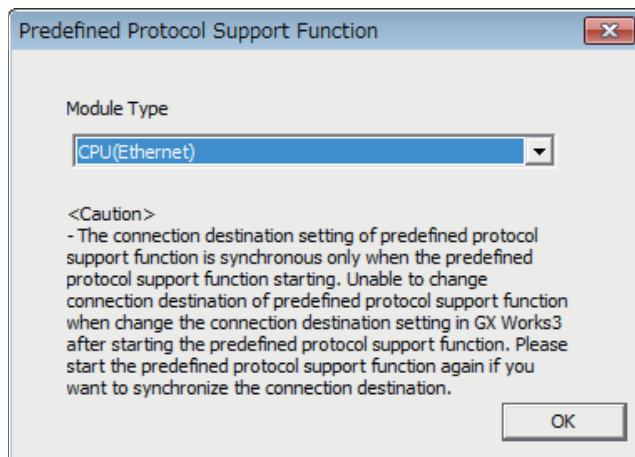 Predefined Protocol Support Function
Module Type
CPU(Ethernet)
<Caution>
- The connection destination setting of predefined protocol
support function is synchronous only when the predefined
protocol support function starting. Unable to change
connection destination of predefined protocol support function
when change the connection destination setting in GX Works3
after starting the predefined protocol support function. Please
start the predefined protocol support function again if you
want to synchronize the connection destination.
OK